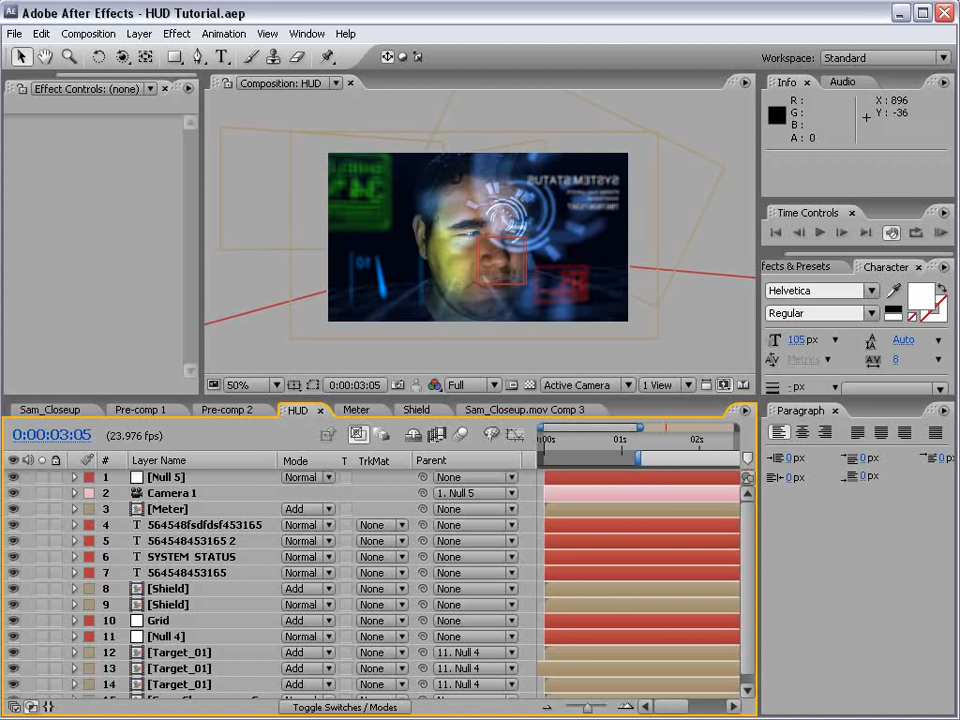 Adobe After Effects - HUD Tutorial.aep
File Edit Composition Layer Effect Animation View Window Help
Workspace: Standard
Effect Controls: (none)
Composition: HUD
Info Audio
R: X: 896
G: Y: -36
B:
A: 0
SYSTEM STATUS
Time Controls
Effects & Presets Character
Helvetica
Regular
105 px Auto
Metrics 8
- px
50% 0:00:03:05 Full Active Camera 1 View
Sam_Closeup Pre-comp 1 Pre-comp 2 HUD Meter Shield Sam_Closeup.mov Comp 3
Paragraph
0:00:03:05 (23.976 fps)
:00s 01s 02s
0 px 0 px 0 px
0 px 0 px
# Layer Name Mode T TrkMat Parent
1 [Null 5] Normal None
2 Camera 1 1. Null 5
3 [Meter] Add None
4 T 564548fsdfdsf453165 Normal None None
5 T 564548453165 2 Normal None None
6 T SYSTEM STATUS Normal None None
7 T 564548453165 Normal None None
8 [Shield] Add None None
9 [Shield] Normal None None
10 Grid Normal None None
11 [Null 4] Normal None None
12 [Target_01] Add None 11. Null 4
13 [Target_01] Add None 11. Null 4
14 [Target_01] Add None 11. Null 4
Toggle Switches / Modes